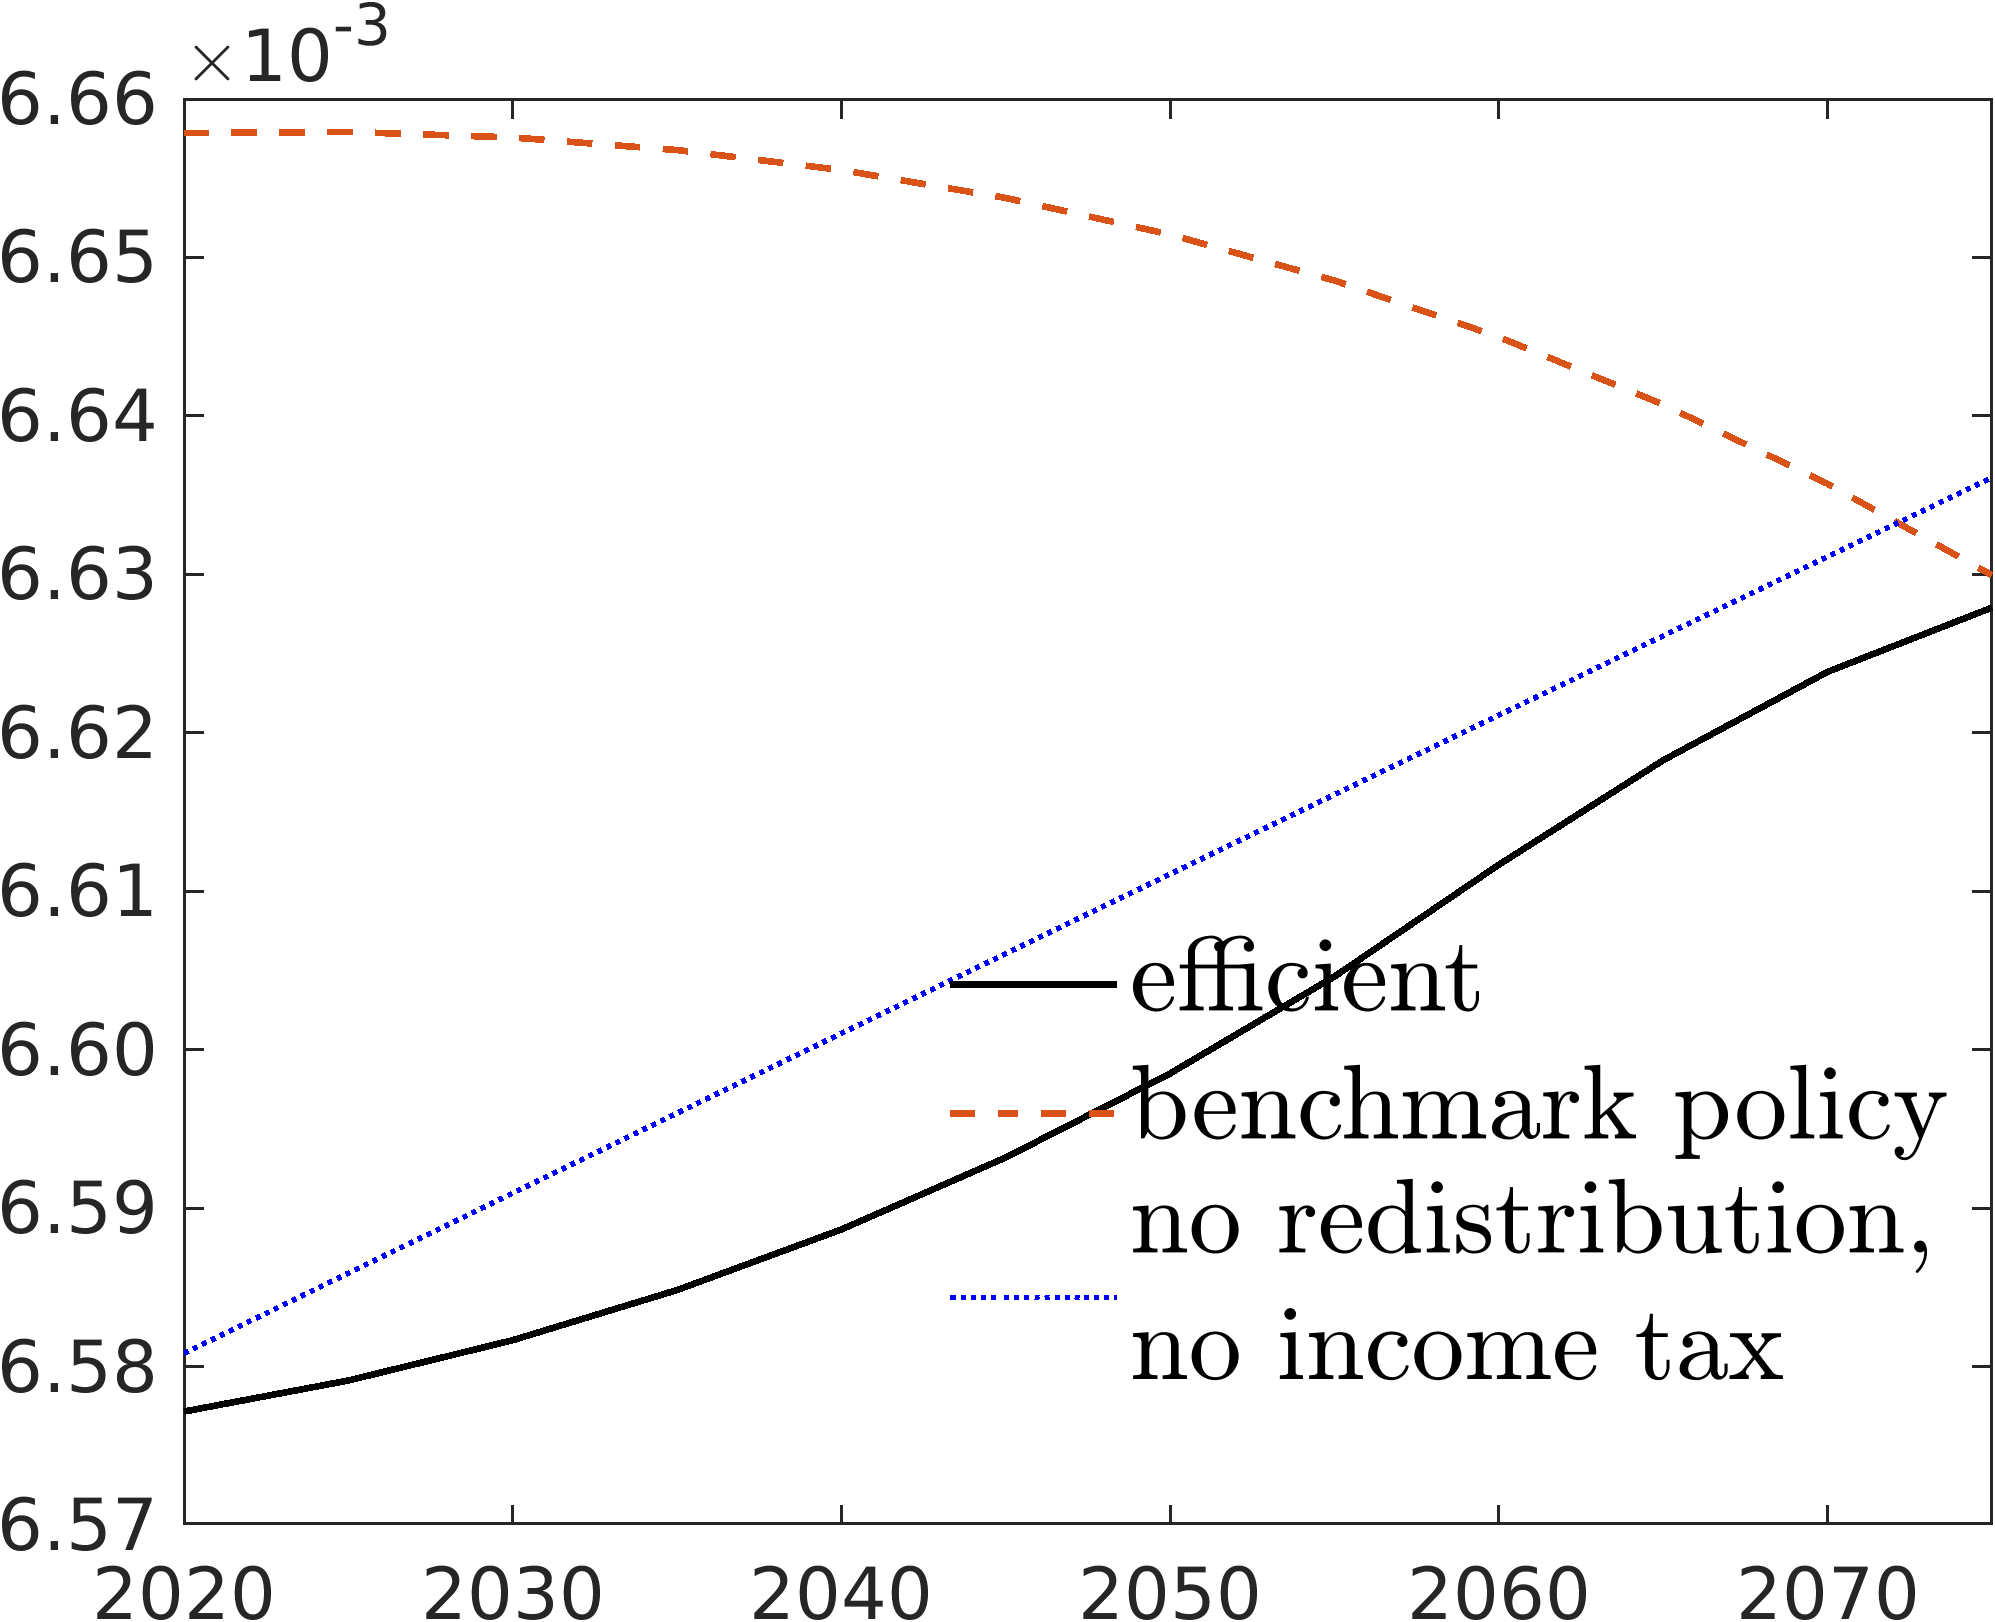 ×10-3
6.66
6.65
6.64
6.63
6.62
6.61
6.60
6.59
6.58
6.57
efficient
benchmark policy
no redistribution,
no income tax
2020 2030 2040 2050 2060 2070